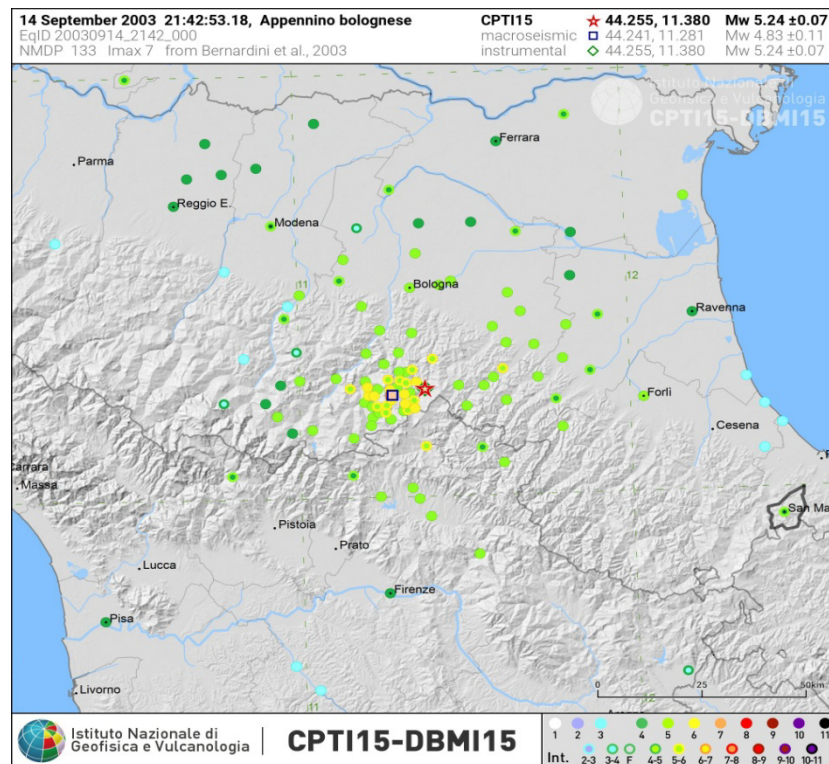 14 September 2003 21:42:53.18, Appennino bolognese
CPTI15 44.255, 11.380 Mw 5.24 ±0.07
EqID 20030914_2142_000
macroseismic 44.241, 11.281 Mw 4.83 ±0.11
NMDP 133 Imax 7 from Bernardini et al., 2003
instrumental 44.255, 11.380 Mw 5.24 ±0.07
Istituto Nazionale di
Geofisica e Vulcanologia
CPTI15-DBMI15
Ferrara
Parma
Reggio E.
Modena
11
12
Bologna
Ravenna
Forlì
Cesena
Carrara
Massa
San Ma
Pistoia
Prato
Lucca
Firenze
Pisa
Livorno
11
12
0 25 50km
Istituto Nazionale di
Geofisica e Vulcanologia
CPTI15-DBMI15
1 2 3 4 5 6 7 8 9 10 11
Int. 2-3 3-4 F 4-5 5-6 6-7 7-8 8-9 9-10 10-11